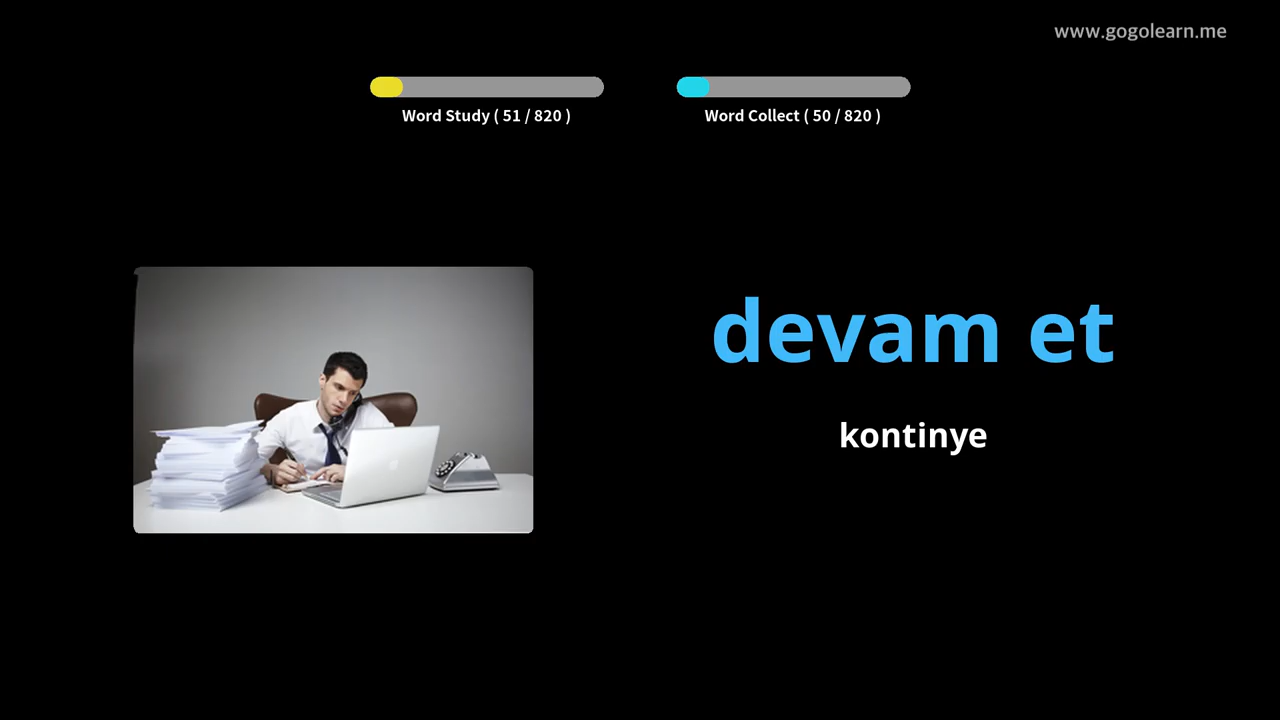 www.gogolearn.me
Word Study ( 51 / 820 )
Word Collect ( 50 / 820 )
devam et
kontinye